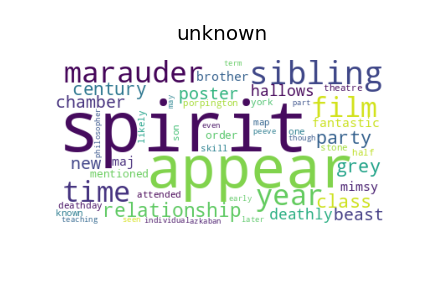 unknown
term
marauder
sibling
brother
theatre
century
poster
hallows
chamber
may
porpington
york
part
film
fantastic
philosopher
spirit
likely
son
order
even
map
peeve
one
though
party
skill
stone
half
new
maj
appear
grey
time
mentioned
attended
year
mimsy
class
deathday
relationship
early
deathly
beast
known
teaching
seen
individual
azkaban
later